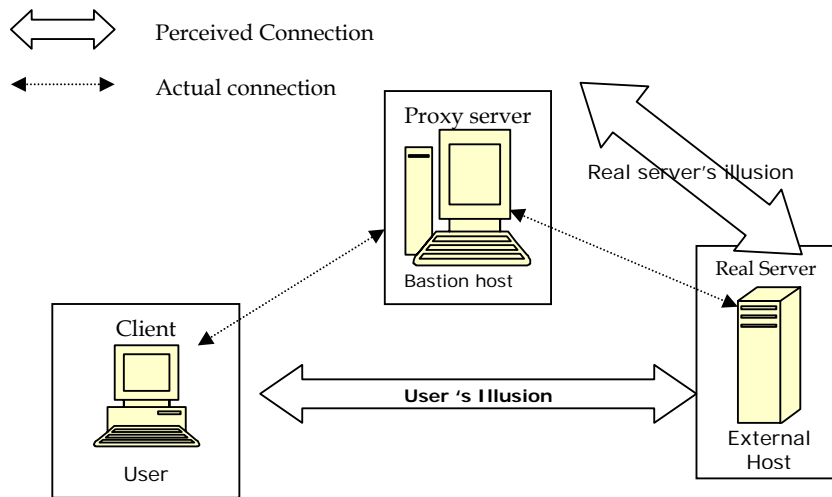 Perceived Connection
Actual connection
Proxy server
Real server's illusion
Bastion host
Real Server
Client
User 's Illusion
User
External
Host